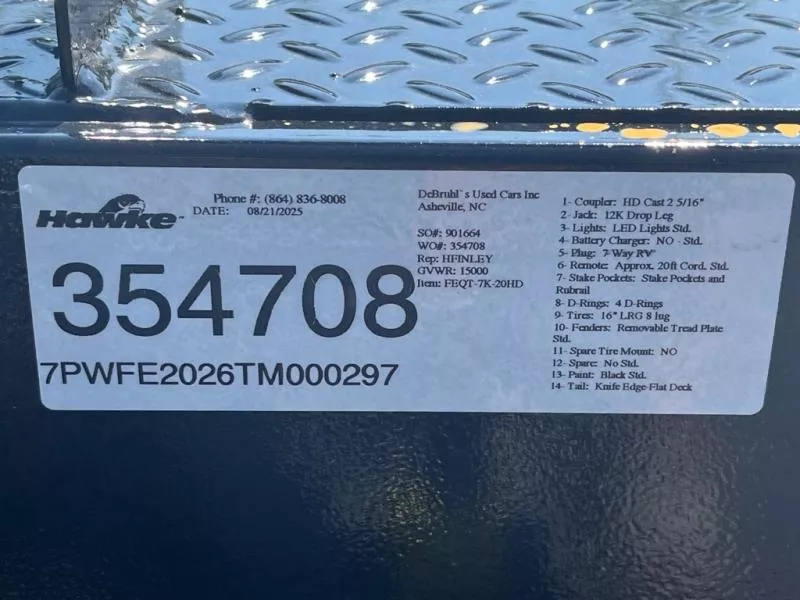 Hawke™
Phone #: (864) 836-8008
DATE: 08/21/2025
354708
7PWFE2026TM000297
DeBruhl`s Used Cars Inc
Asheville, NC
SO#: 901664
WO#: 354708
Rep: HFINLEY
GVWR: 15000
Item: FEQT-7K-20HD
1- Coupler: HD Cast 2 5/16"
2- Jack: 12K Drop Leg
3- Lights: LED Lights Std.
4- Battery Charger: NO - Std.
5- Plug: 7-Way RV
6- Remote: Approx. 20ft Cord. Std.
7- Stake Pockets: Stake Pockets and
Rubrail
8- D-Rings: 4 D-Rings
9- Tires: 16" LRG 8 lug
10- Fenders: Removable Tread Plate
Std.
11- Spare Tire Mount: NO
12- Spare: No Std.
13- Paint: Black Std.
14- Tail: Knife Edge-Flat Deck